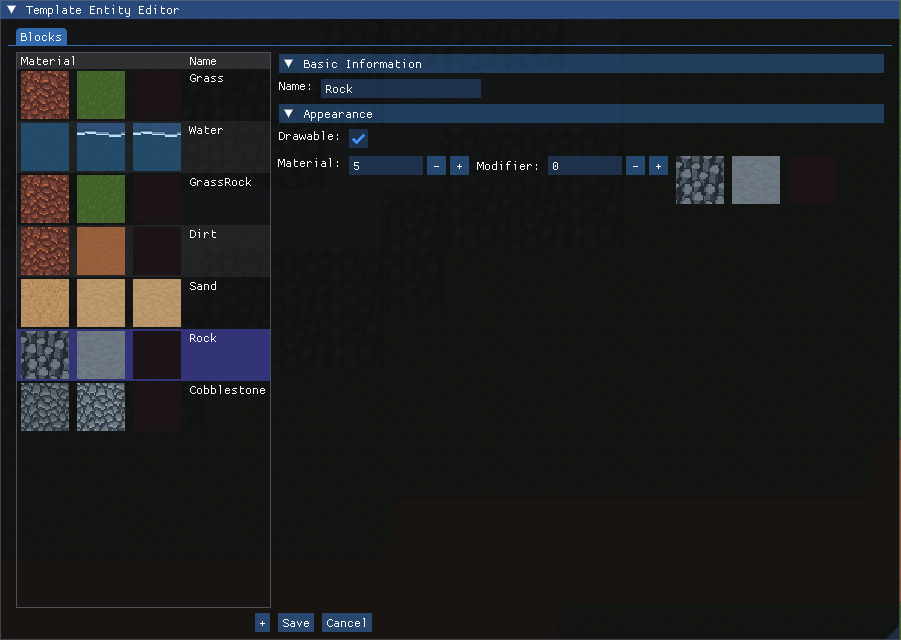 Template Entity Editor
Blocks
Material Name
Grass
Water
GrassRock
Dirt
Sand
Rock
Cobblestone
Basic Information
Name: Rock
Appearance
Drawable:
Material: 5 - + Modifier: 0 - +
+ Save Cancel